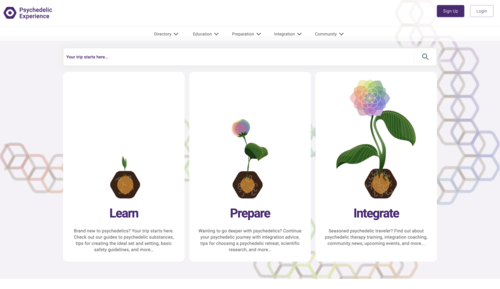 Psychedelic
Experience
Sign Up
Login
Directory
Education
Preparation
Integration
Community
Your trip starts here...
Learn
Brand new to psychedelics? Your trip starts here.
Check out our guides to psychedelic substances,
tips for creating the ideal set and setting, basic
safety guidelines, and more...
Prepare
Wanting to go deeper with psychedelics? Continue
your psychedelic journey with integration advice,
tips for choosing a psychedelic retreat, scientific
research, and more...
Integrate
Seasoned psychedelic traveler? Find out about
psychedelic therapy training, integration coaching,
community news, upcoming events, and more...